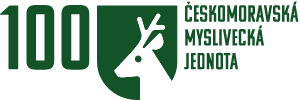 100
ČESKOMORAVSKÁ
MYSLIVECKÁ
JEDNOTA